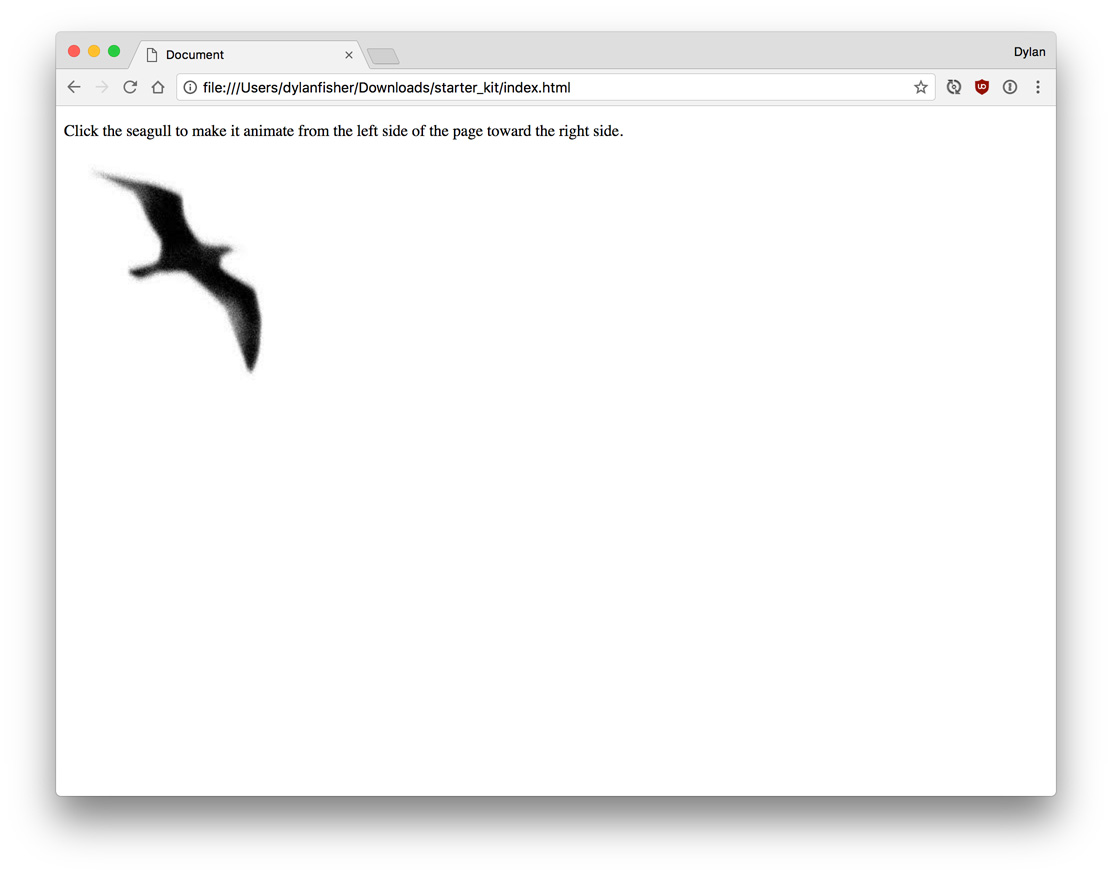 Document
Dylan
file:///Users/dylanfisher/Downloads/starter_kit/index.html
Click the seagull to make it animate from the left side of the page toward the right side.